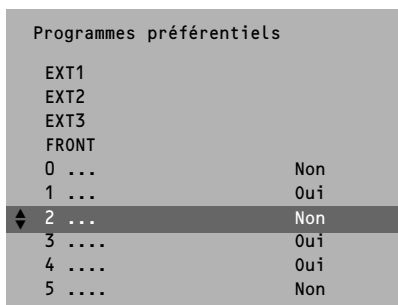 Programmes préférentiels
EXT1
EXT2
EXT3
FRONT
0 ... Non
1 ... Oui
2 ... Non
3 .... Oui
4 .... Oui
5 .... Non